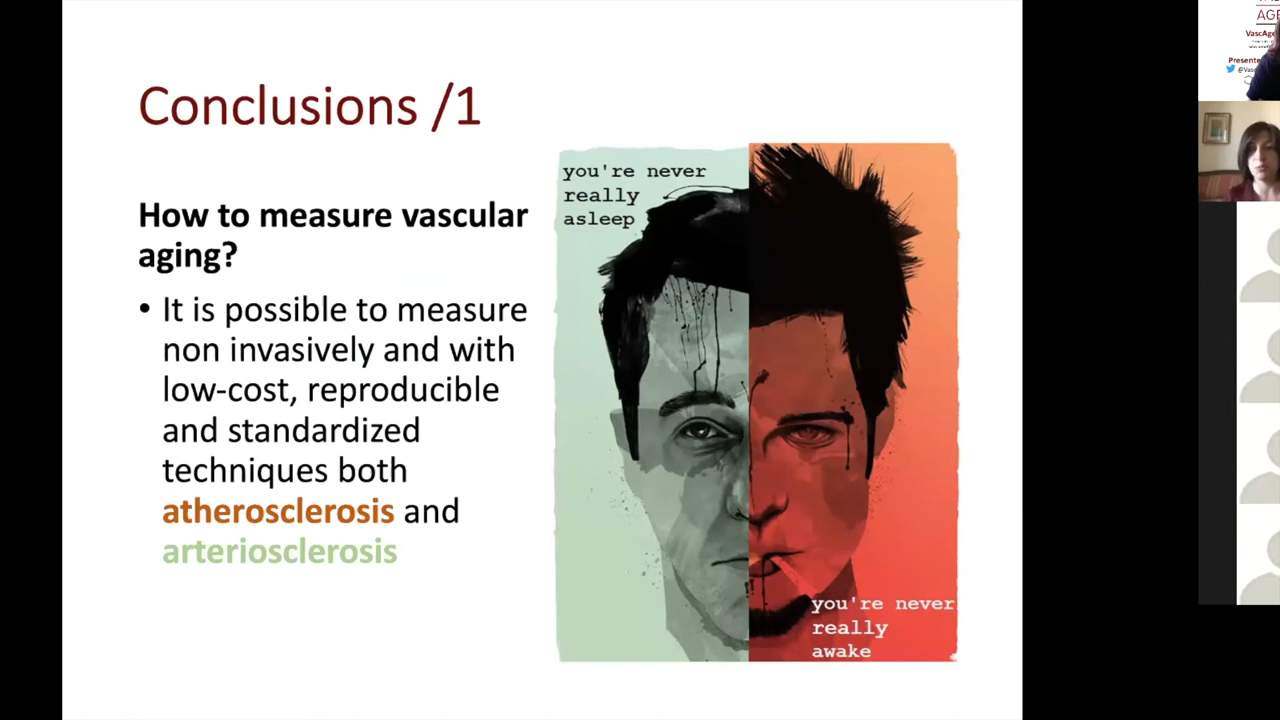 Conclusions /1
How to measure vascular
aging?
• It is possible to measure
non invasively and with
low-cost, reproducible
and standardized
techniques both
atherosclerosis and
arteriosclerosis
you're never
really
asleep
you're never
really
awake